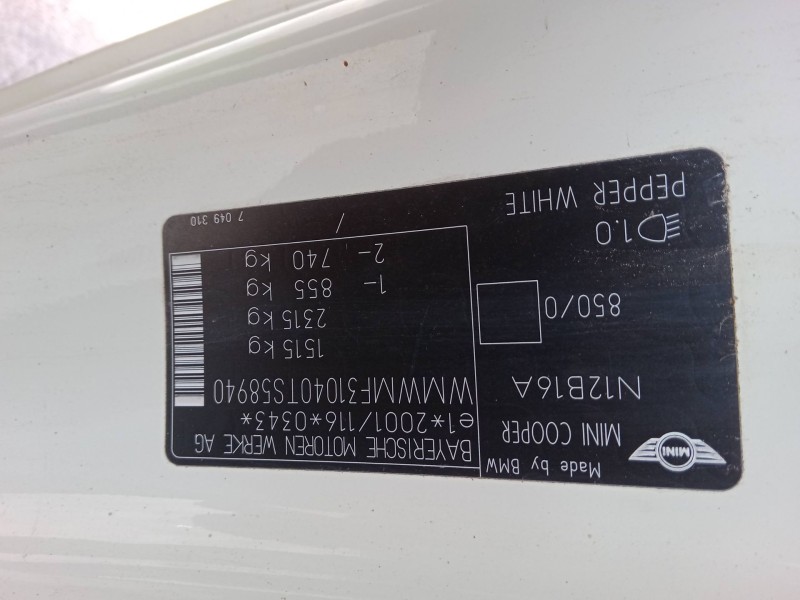 MINI
Made by BMW
MINI COOPER
N12B16A
850/0
1.0
PEPPER WHITE
BAYERISCHE MOTOREN WERKE AG
e1*2001/116*0343*
WMWMF31040TS58940
1515 kg
2315 kg
1– 855 kg
2– 740 kg
/
7 049 310